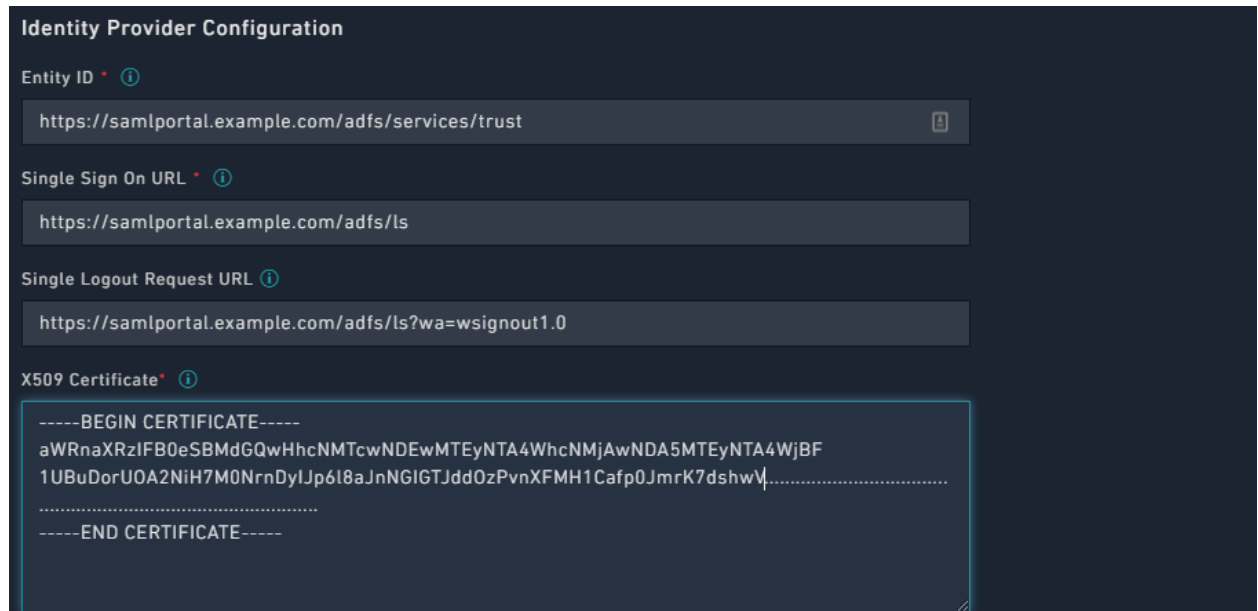 Identity Provider Configuration
Entity ID *
https://samlportal.example.com/adfs/services/trust
Single Sign On URL *
https://samlportal.example.com/adfs/ls
Single Logout Request URL
https://samlportal.example.com/adfs/ls?wa=wsignout1.0
X509 Certificate*
-----BEGIN CERTIFICATE-----
aWRnaXRzIFB0eSBMdGQwHhcNMTcwNDEwMTEyNTA4WhcNMjAwNDA5MTEyNTA4WjBF
1UBuDorUOA2NiH7M0NrnDyIJp6l8aJnNGIGTJddOzPvnXFMH1Cafp0JmrK7dshwV...................................
.....................................................
-----END CERTIFICATE-----